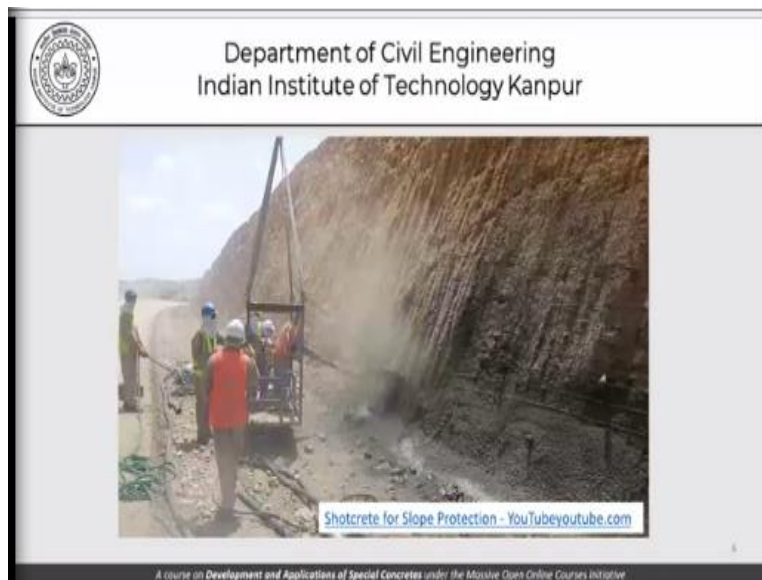 Department of Civil Engineering
Indian Institute of Technology Kanpur
Shotcrete for Slope Protection - YouTubeyoutube.com
A course on Development and Applications of Special Concretes under the Massive Open Online Courses Initiative